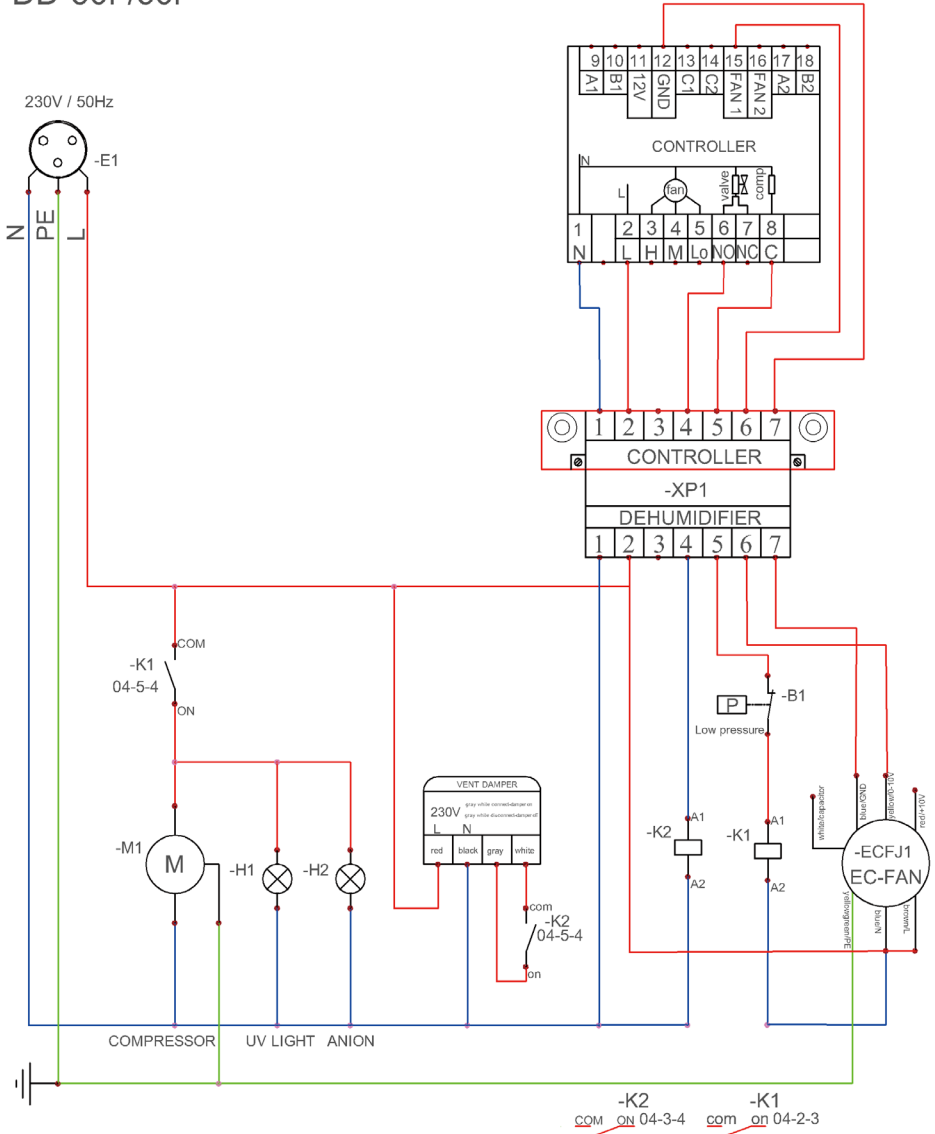 230V / 50Hz
-E1
N
PE
L
9 10 11 12 13 14 15 16 17 18
A1 B1 12V GND C1 C2 FAN 1 FAN 2 A2 B2
CONTROLLER
N
L
fan
valve
comp
1 2 3 4 5 6 7 8
N L H M Lo NO NC C
1 2 3 4 5 6 7
CONTROLLER
-XP1
DEHUMIDIFIER
1 2 3 4 5 6 7
COM
-K1
04-5-4
ON
-B1
P
Low pressure
VENT DAMPER
230V
L N
red black gray white
-M1
M
-H1
-H2
com
-K2
04-5-4
on
A1
-K2
A2
A1
-K1
A2
white/capacitor
blue/GND
yellow/0-10V
red/+10V
-ECFJ1
EC-FAN
yellowgreen/PE
blue/N
brown/L
COMPRESSOR UV LIGHT ANION
-K2
COM ON 04-3-4
-K1
com on 04-2-3